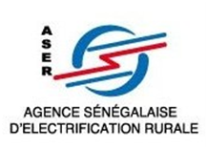 ASER
AGENCE SÉNÉGALAISE
D'ELECTRIFICATION RURALE